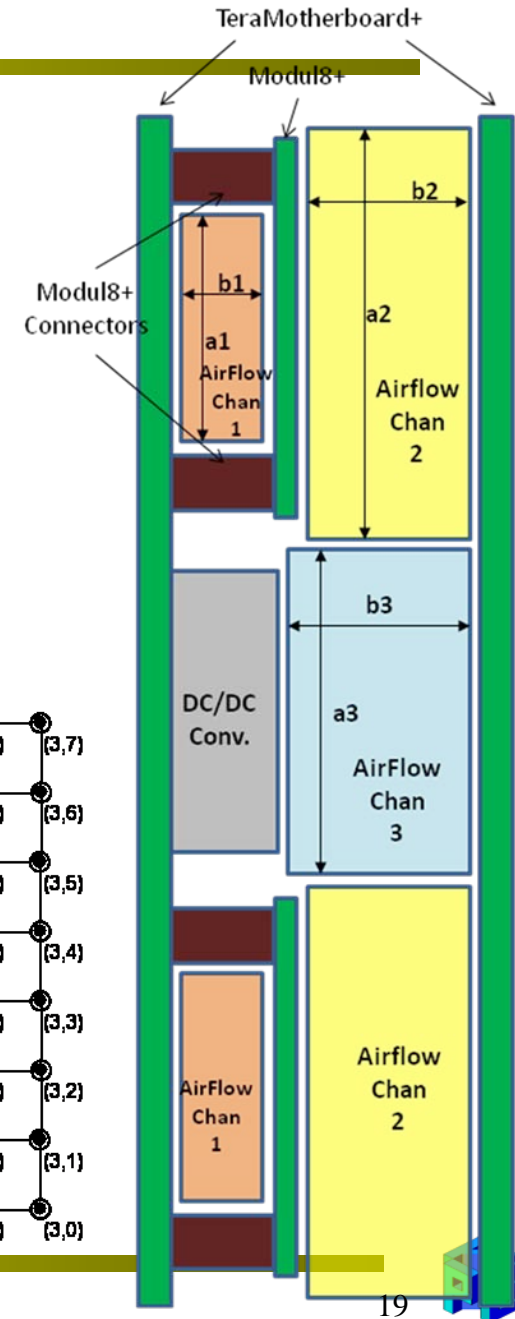 TeraMotherboard+
Modul8+
b2
Modul8+
Connectors
b1
a1
a2
AirFlow
Chan
1
Airflow
Chan
2
b3
DC/DC
Conv.
a3
AirFlow
Chan
3
(3,7)
(3,6)
(3,5)
(3,4)
(3,3)
(3,2)
(3,1)
(3,0)
AirFlow
Chan
1
Airflow
Chan
2
19